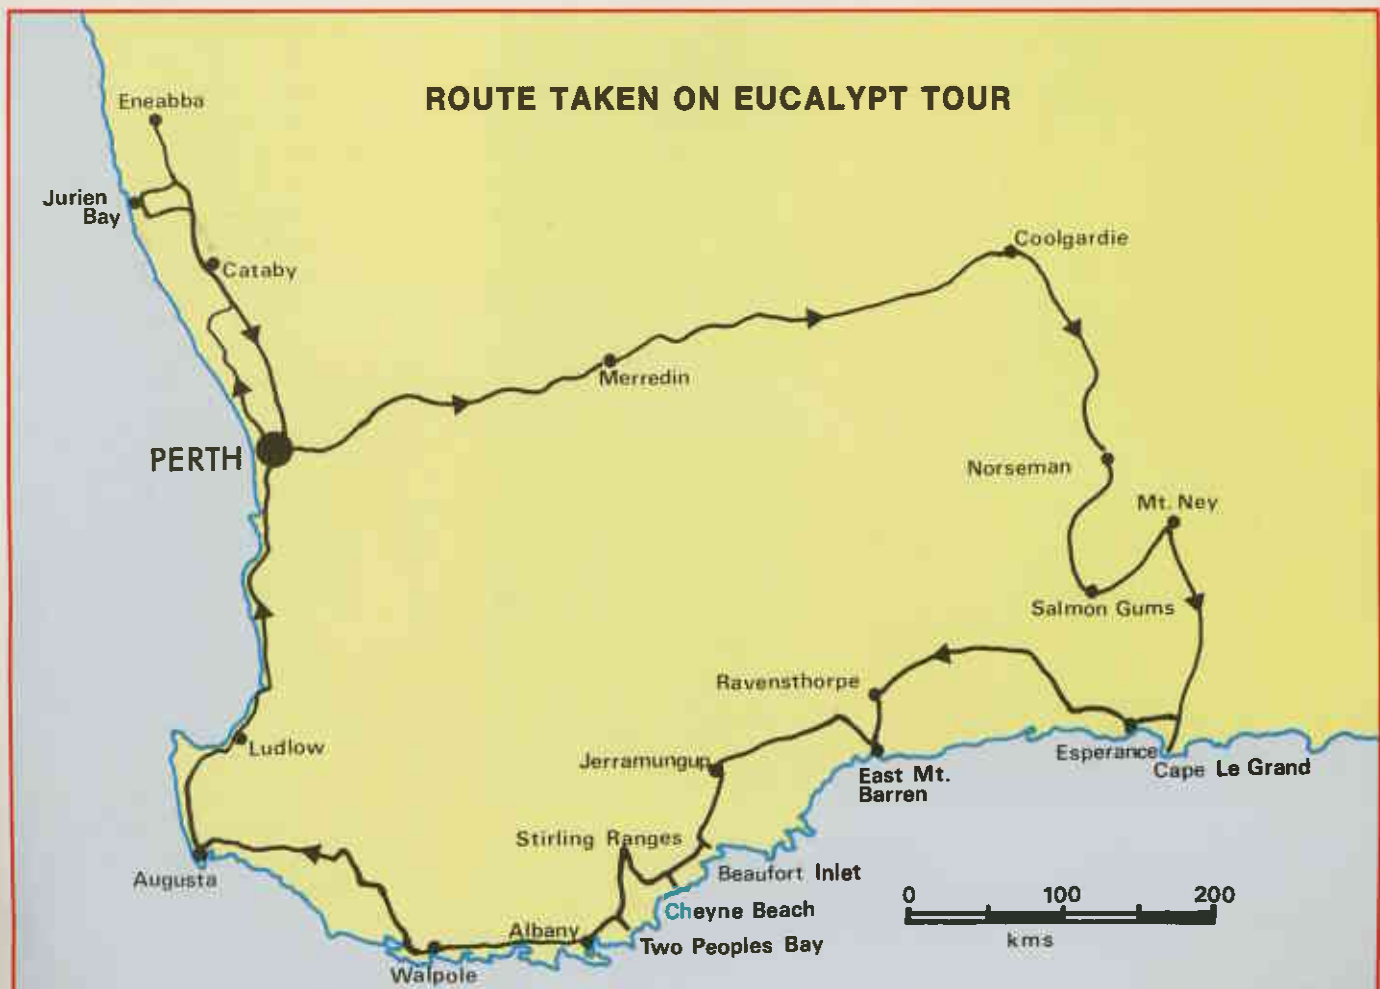 ROUTE TAKEN ON EUCALYPT TOUR
Eneabba
Jurien
Bay
Cataby
Coolgardie
Merredin
PERTH
Norseman
Mt. Ney
Salmon Gums
Ravensthorpe
Ludlow
Jerramungup
Esperance
Cape Le Grand
East Mt.
Barren
Stirling Ranges
Augusta
Beaufort Inlet
Cheyne Beach
Albany
Two Peoples Bay
Walpole
0 100 200
kms